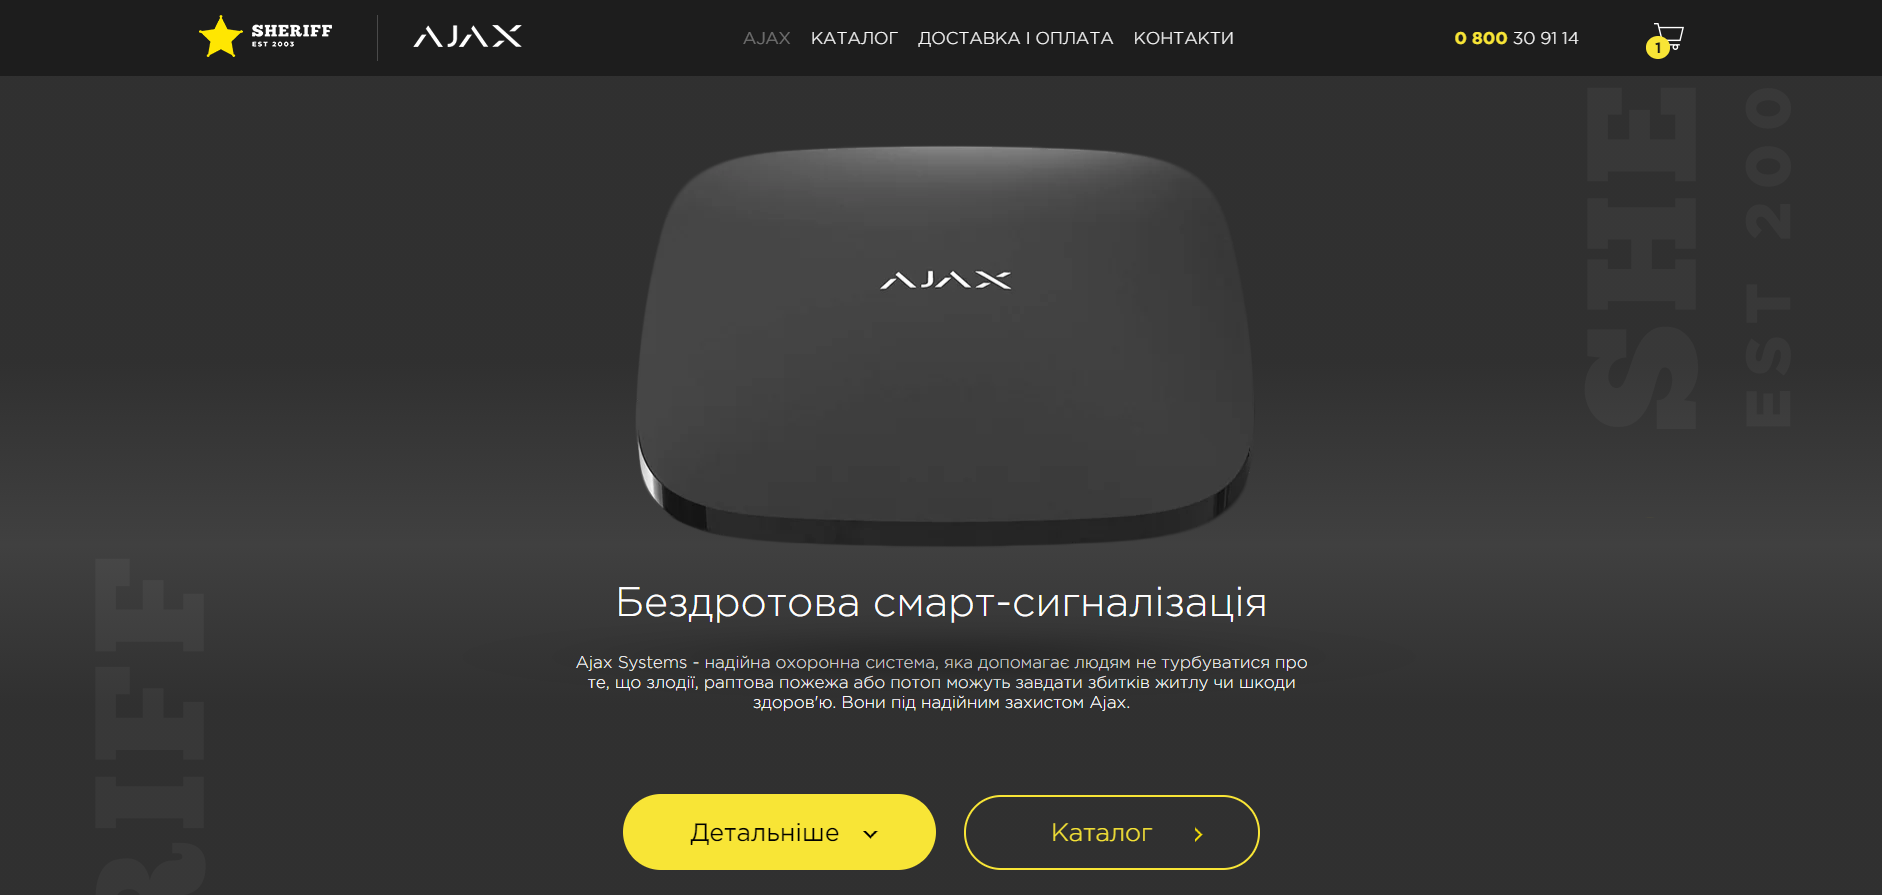 SHERIFF
EST 2003
AJAX
AJAX КАТАЛОГ ДОСТАВКА І ОПЛАТА КОНТАКТИ
0 800 30 91 14
1
SHE
EST 200
AJAX
RIFF
Бездротова смарт-сигналізація
Ajax Systems - надійна охоронна система, яка допомагає людям не турбуватися про
те, що злодії, раптова пожежа або потоп можуть завдати збитків житлу чи шкоди
здоров'ю. Вони під надійним захистом Ajax.
Детальніше
Каталог